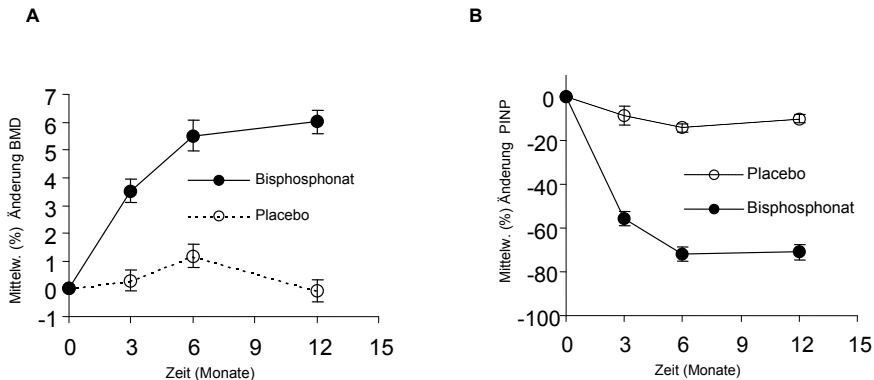 A
Mittelw. (%) Änderung BMD
7
6
5
4
3
2
1
0
-1
Bisphosphonat
Placebo
0 3 6 9 12 15
Zeit (Monate)
B
Mittelw. (%) Änderung PINP
0
-20
-40
-60
-80
-100
Placebo
Bisphosphonat
0 3 6 9 12 15
Zeit (Monate)